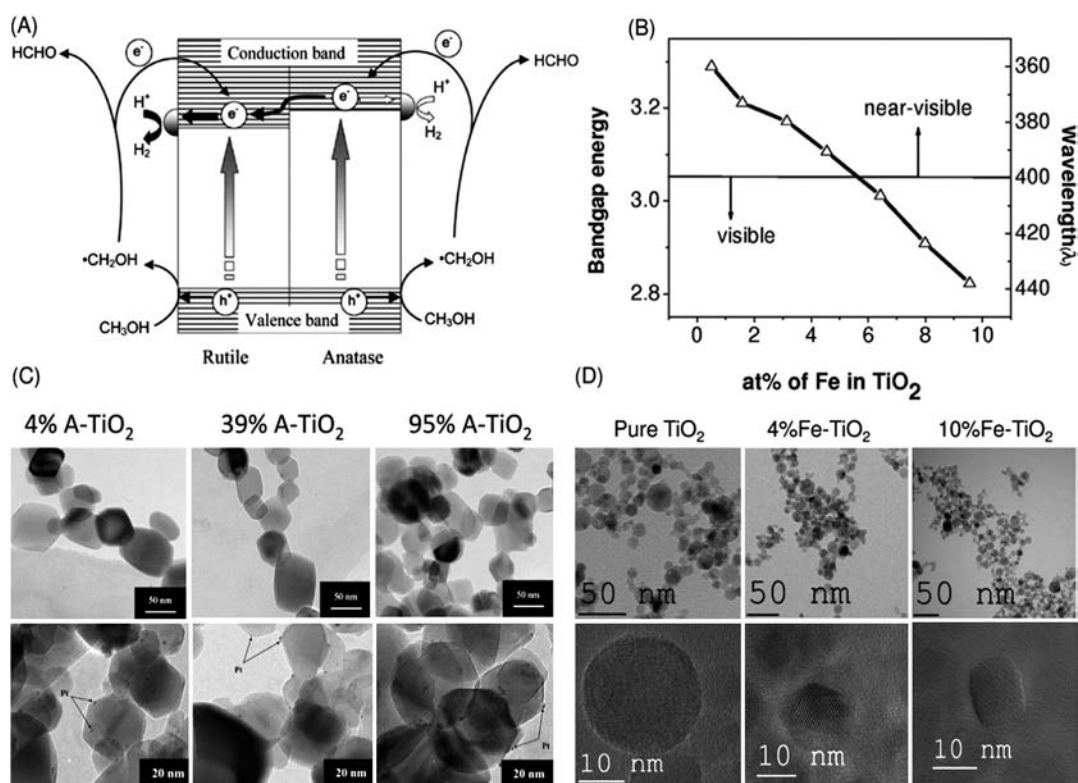 (A)
HCHO
e-
Conduction band
e-
HCHO
H+
H2
e-
e-
H+
H2
•CH2OH
•CH2OH
CH3OH
h+
h+
CH3OH
Valence band
Rutile
Anatase
(B)
Bandgap energy
3.2
3.0
2.8
near-visible
visible
360
380
400
420
440
Wavelength(λ)
0
2
4
6
8
10
at% of Fe in TiO2
(C)
4% A-TiO2
39% A-TiO2
95% A-TiO2
50 nm
50 nm
50 nm
Pt
Pt
Pt
20 nm
20 nm
20 nm
(D)
Pure TiO2
4%Fe-TiO2
10%Fe-TiO2
50 nm
50 nm
50 nm
10 nm
10 nm
10 nm